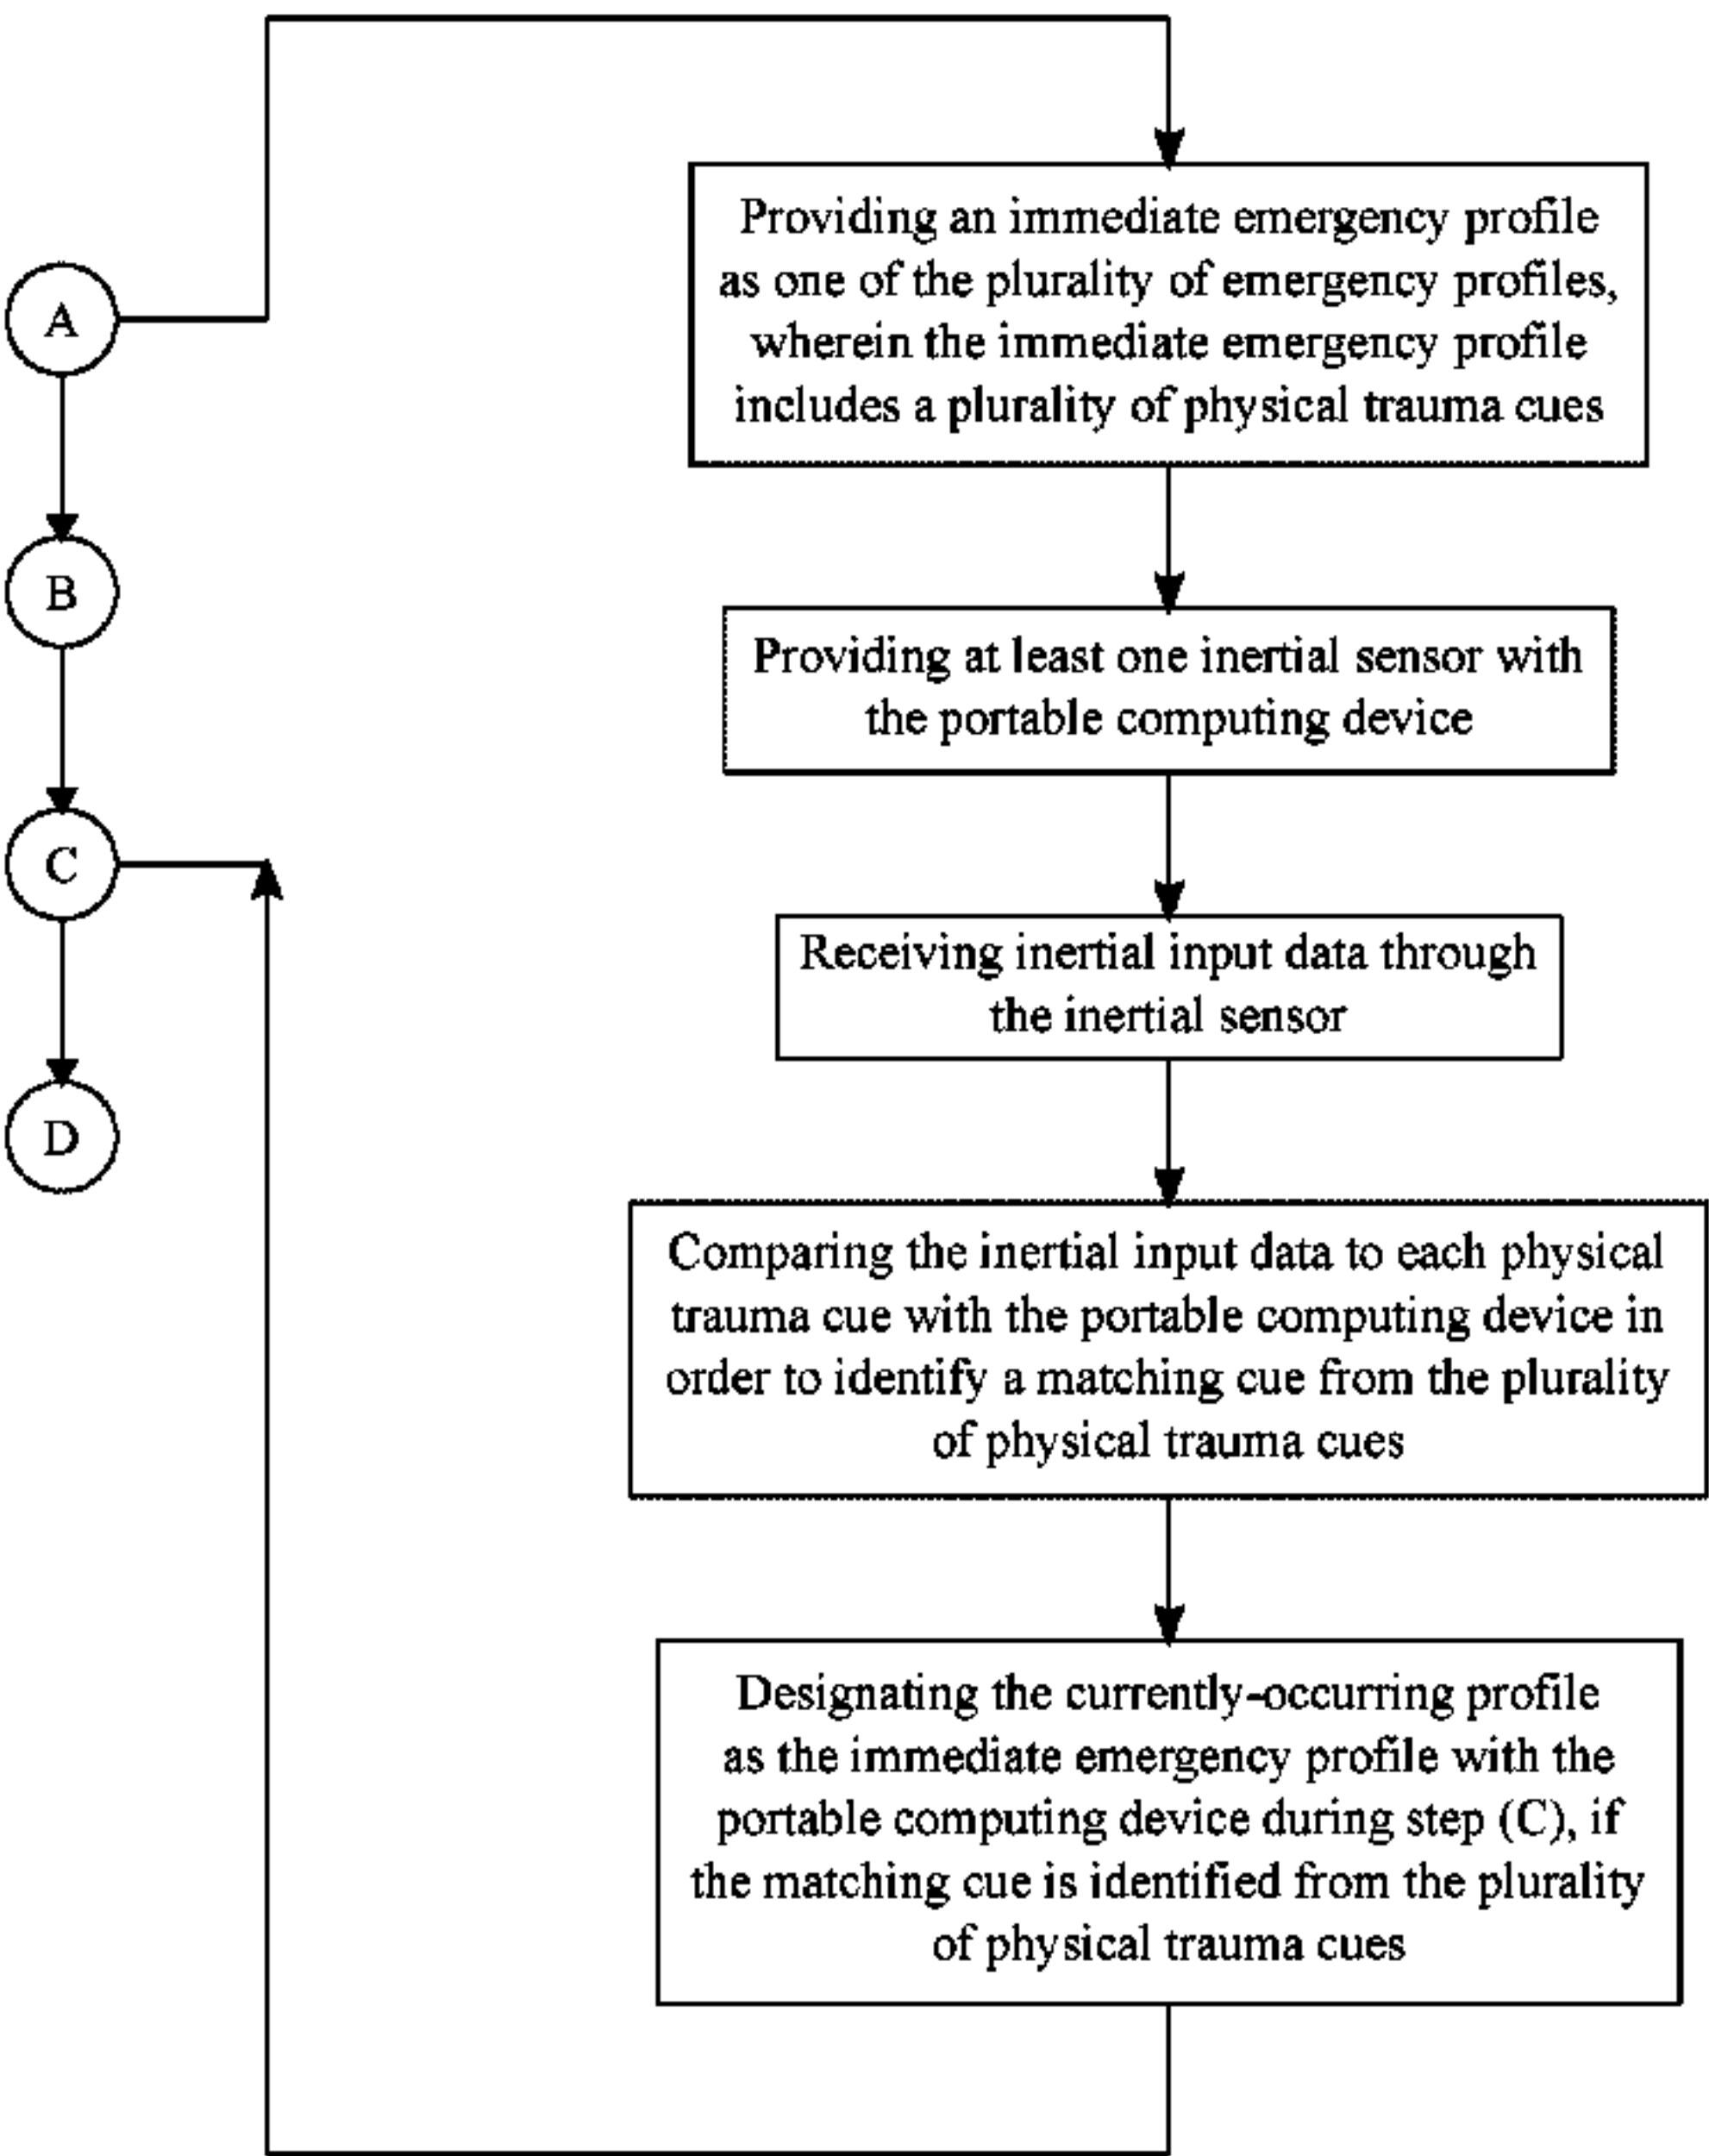 A
B
C
D
Providing an immediate emergency profile
as one of the plurality of emergency profiles,
wherein the immediate emergency profile
includes a plurality of physical trauma cues
Providing at least one inertial sensor with
the portable computing device
Receiving inertial input data through
the inertial sensor
Comparing the inertial input data to each physical
trauma cue with the portable computing device in
order to identify a matching cue from the plurality
of physical trauma cues
Designating the currently-occurring profile
as the immediate emergency profile with the
portable computing device during step (C), if
the matching cue is identified from the plurality
of physical trauma cues